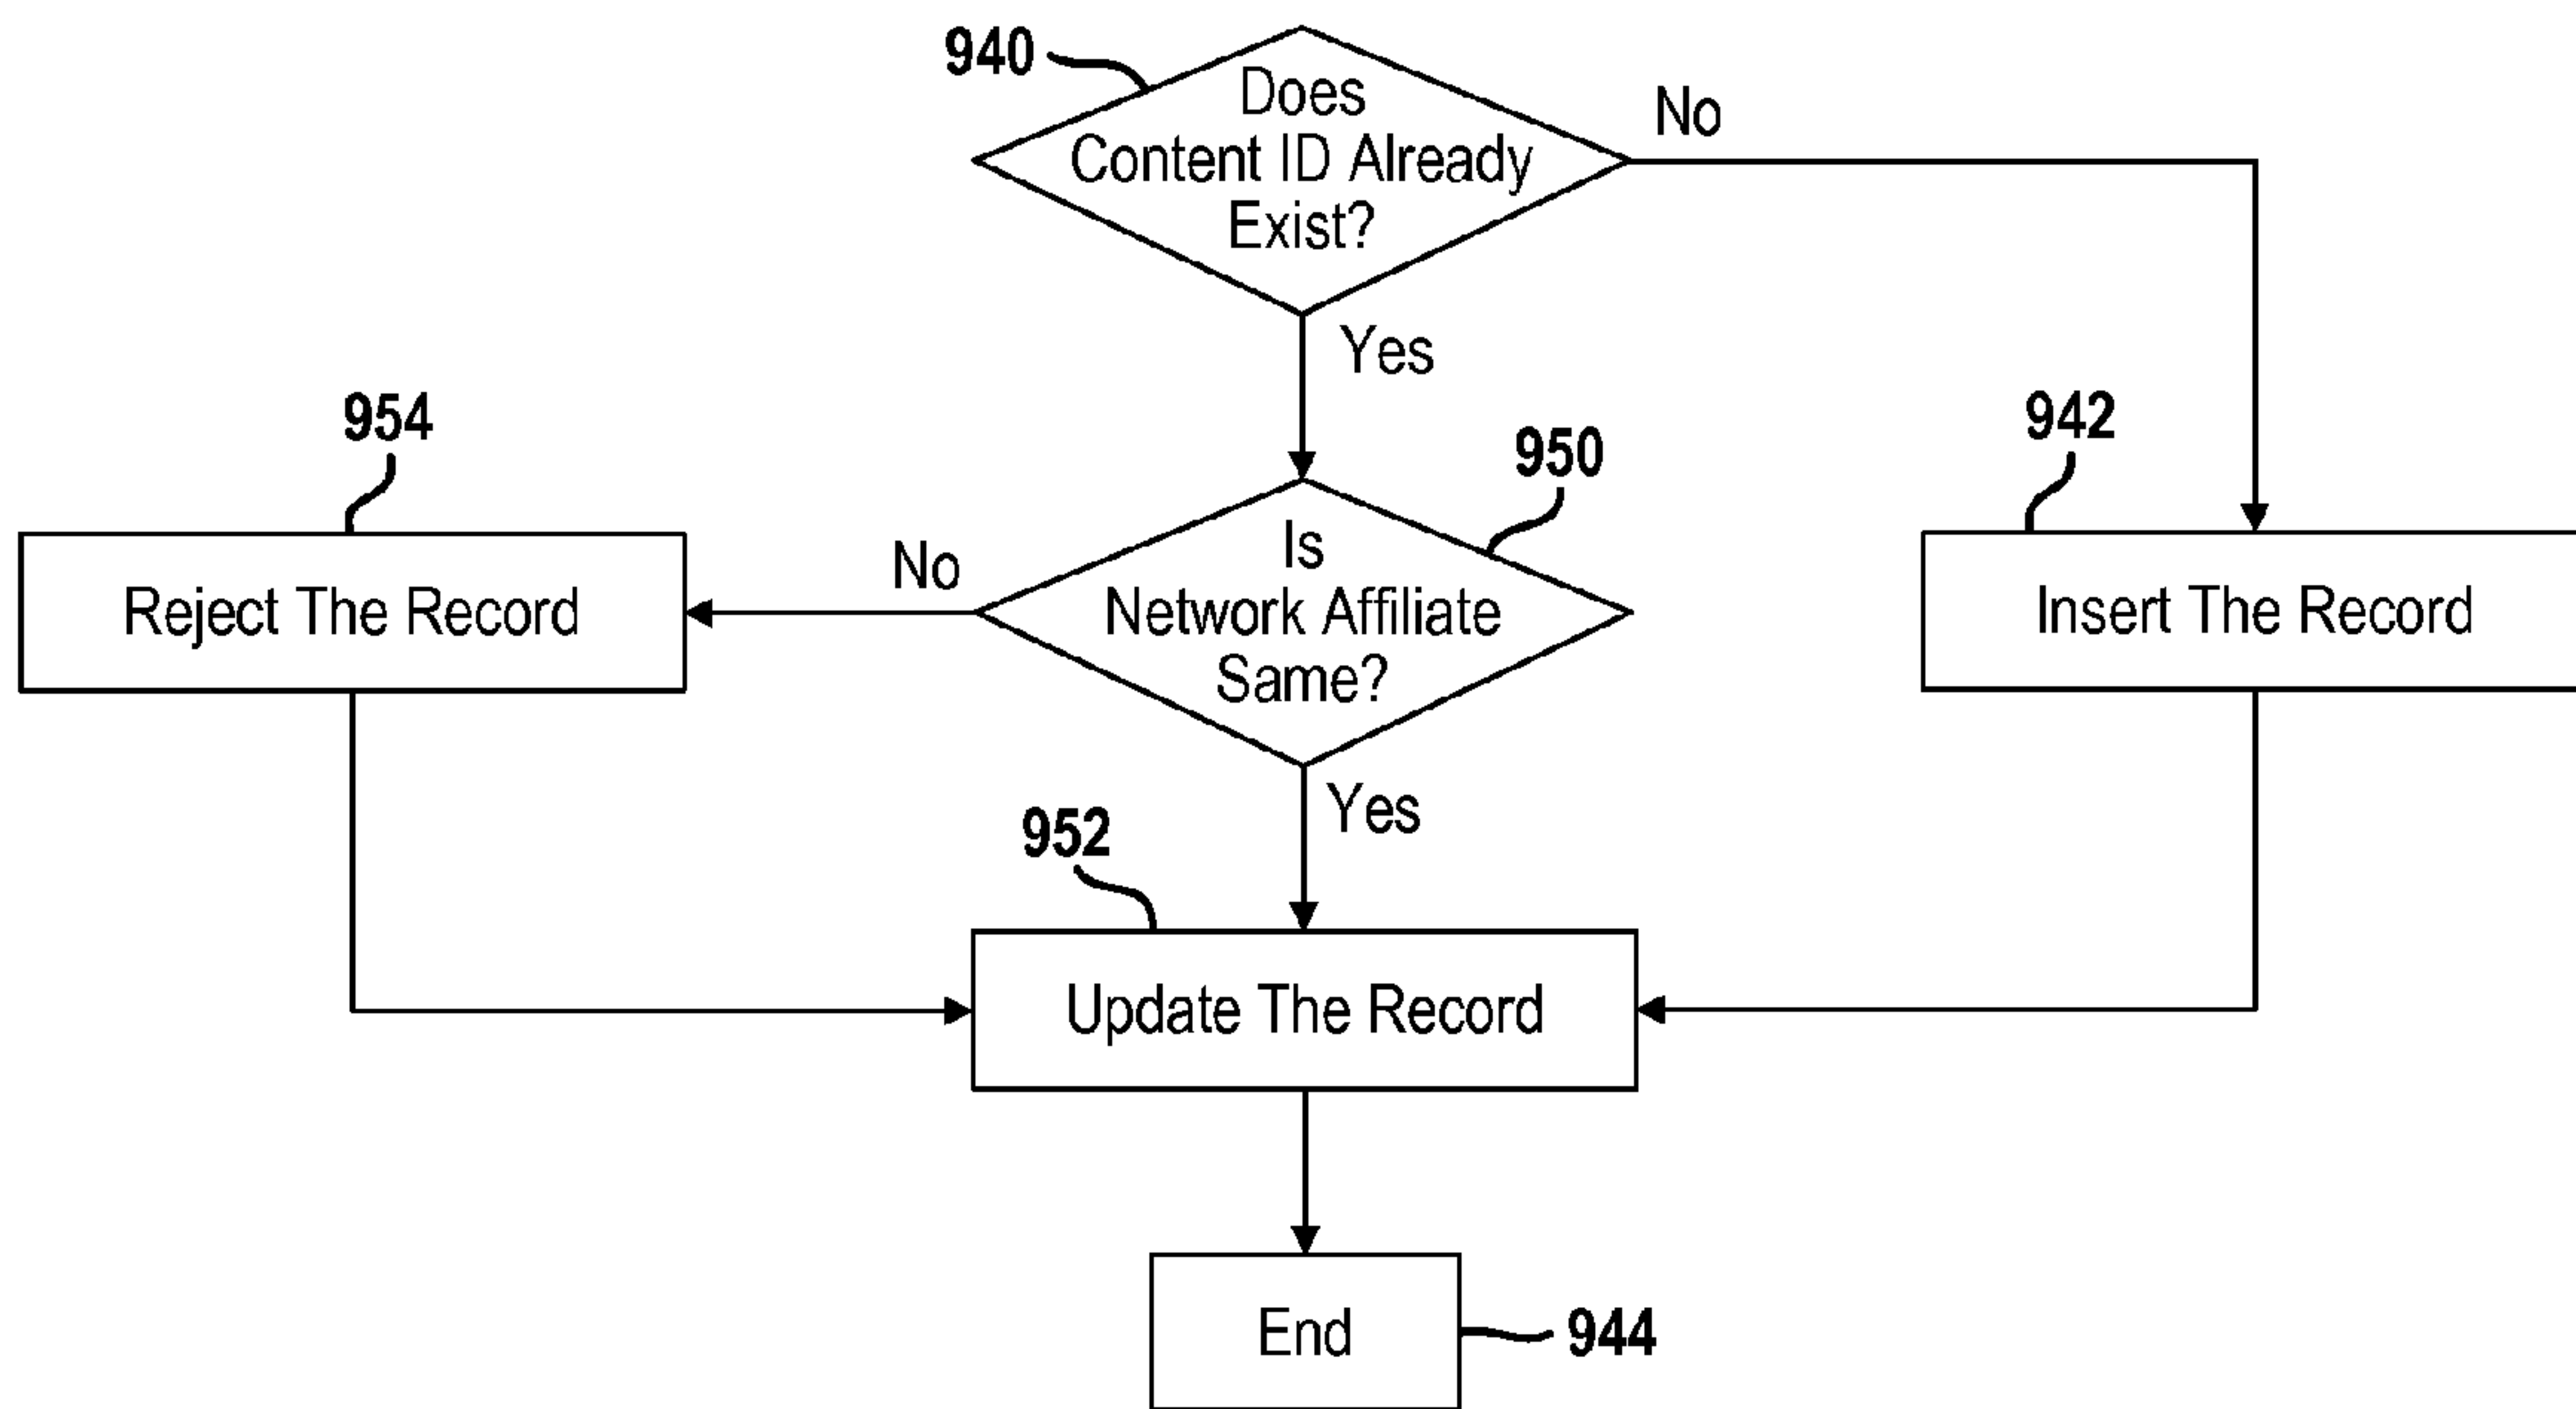 940
Does
Content ID Already
Exist?
No
Yes
954
950
942
Reject The Record
No
Is
Network Affiliate
Same?
Insert The Record
Yes
952
Update The Record
End
944